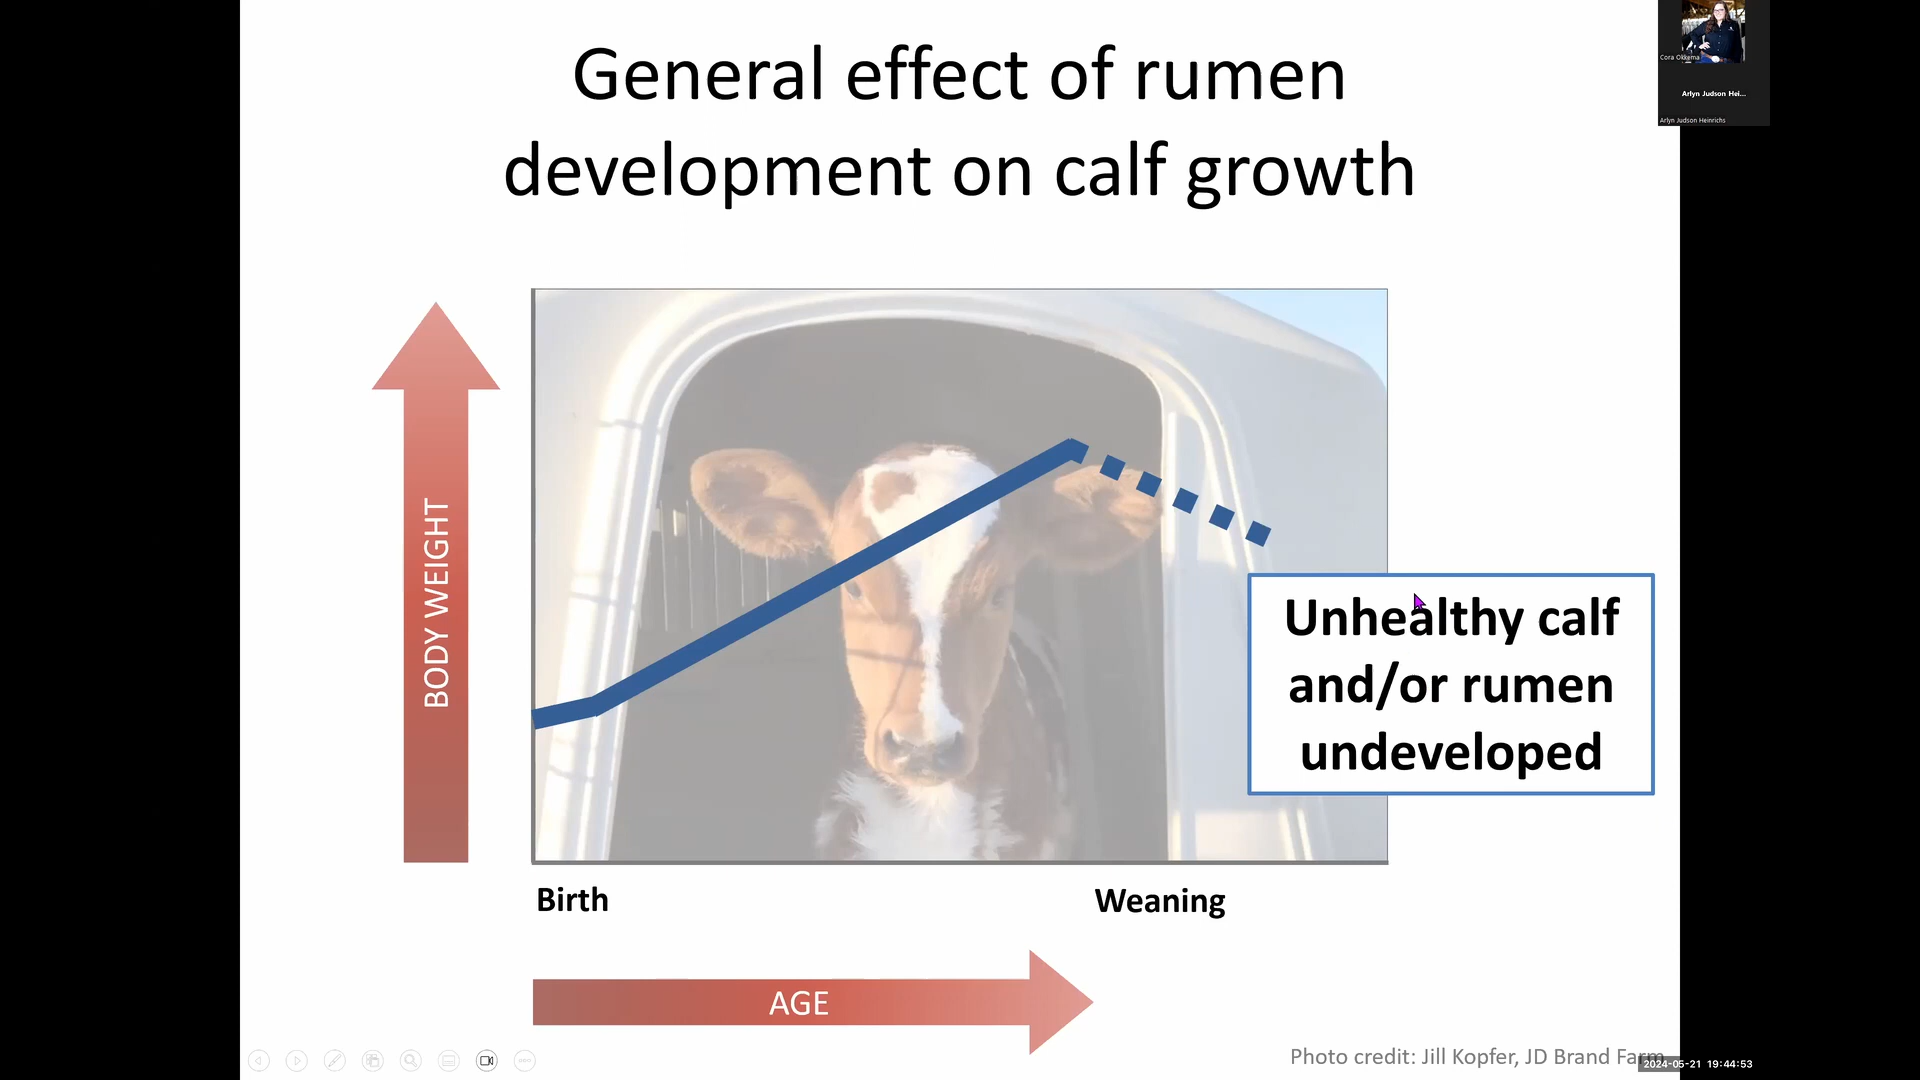 General effect of rumen
development on calf growth
Cora Okkema
Arlyn Judson Hei...
Arlyn Judson Heinrichs
BODY WEIGHT
Unhealthy calf
and/or rumen
undeveloped
Birth
Weaning
AGE
Photo credit: Jill Kopfer, JD Brand Farm
2024-05-21 19:44:53